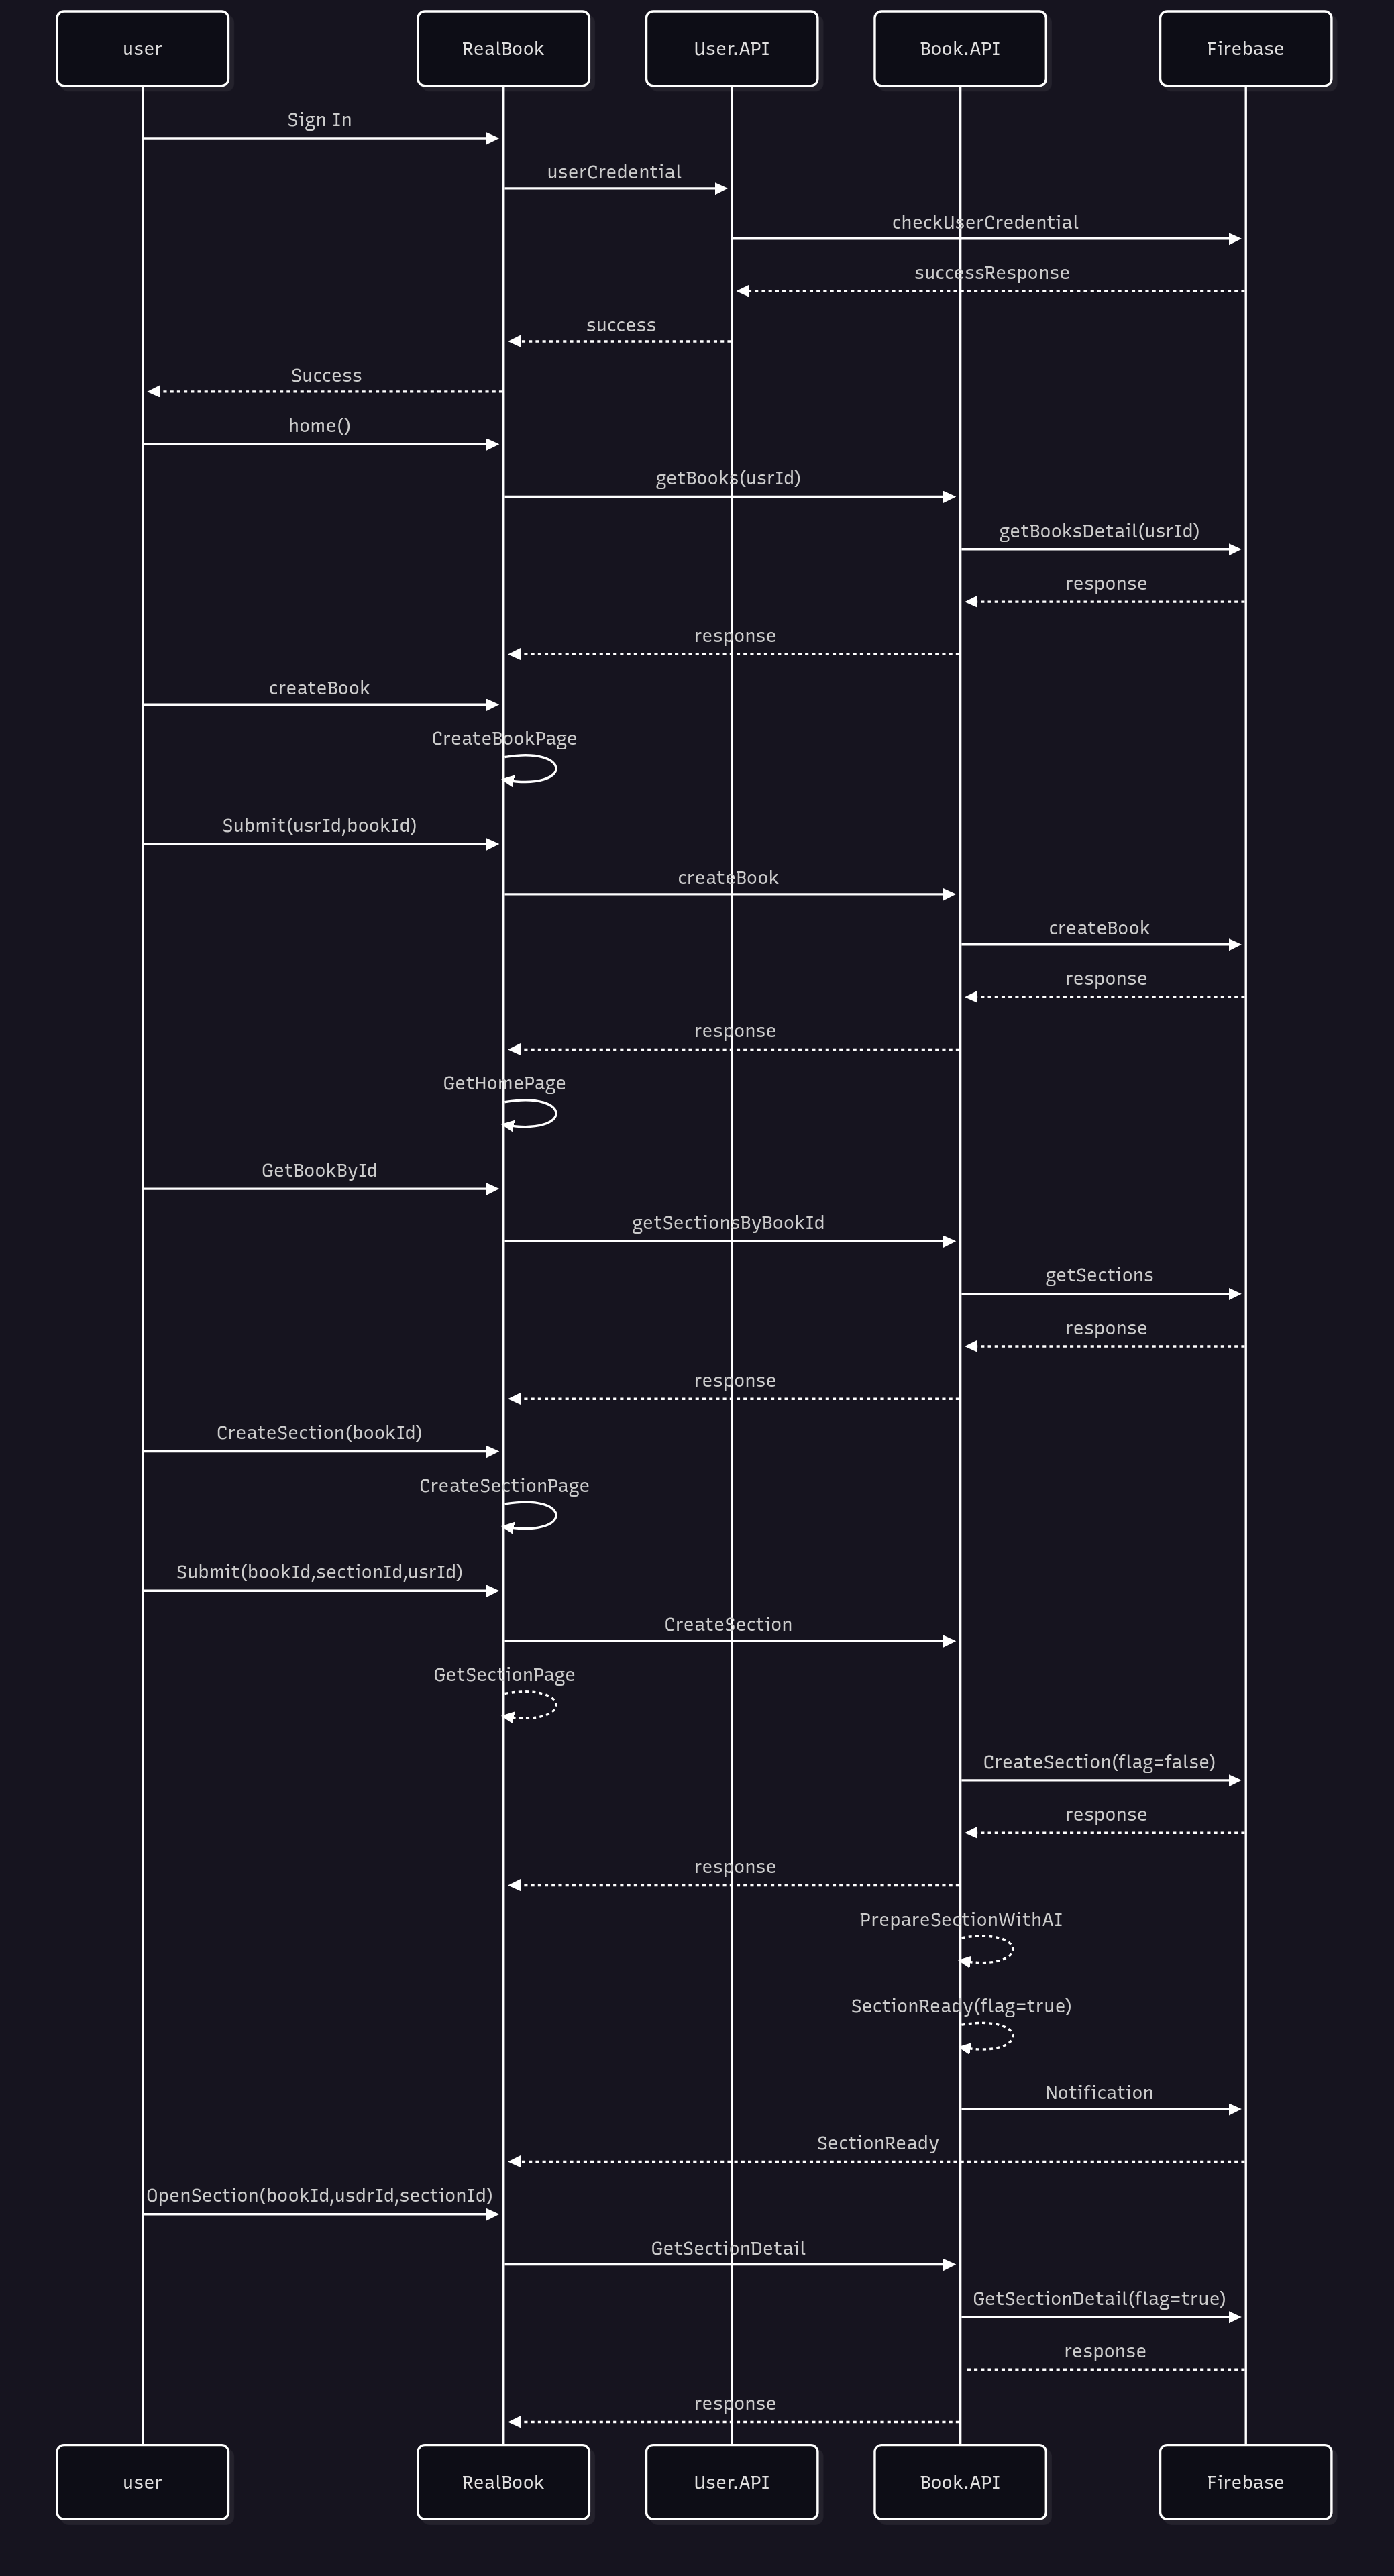 user
RealBook
User.API
Book.API
Firebase
Sign In
userCredential
checkUserCredential
successResponse
success
Success
home()
getBooks(usrId)
getBooksDetail(usrId)
response
response
createBook
CreateBookPage
Submit(usrId,bookId)
createBook
createBook
response
response
GetHomePage
GetBookById
getSectionsByBookId
getSections
response
response
CreateSection(bookId)
CreateSectionPage
Submit(bookId,sectionId,usrId)
CreateSection
GetSectionPage
CreateSection(flag=false)
response
response
PrepareSectionWithAI
SectionReady(flag=true)
Notification
SectionReady
OpenSection(bookId,usdrId,sectionId)
GetSectionDetail
GetSectionDetail(flag=true)
response
response
user
RealBook
User.API
Book.API
Firebase